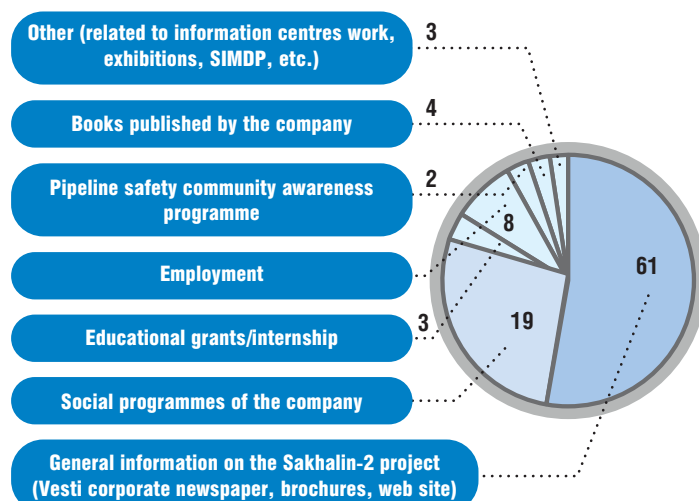 Other (related to information centres work,
exhibitions, SIMDP, etc.)
3
Books published by the company
4
Pipeline safety community awareness
programme
2
8
Employment
61
Educational grants/internship
3
19
Social programmes of the company
General information on the Sakhalin-2 project
(Vesti corporate newspaper, brochures, web site)